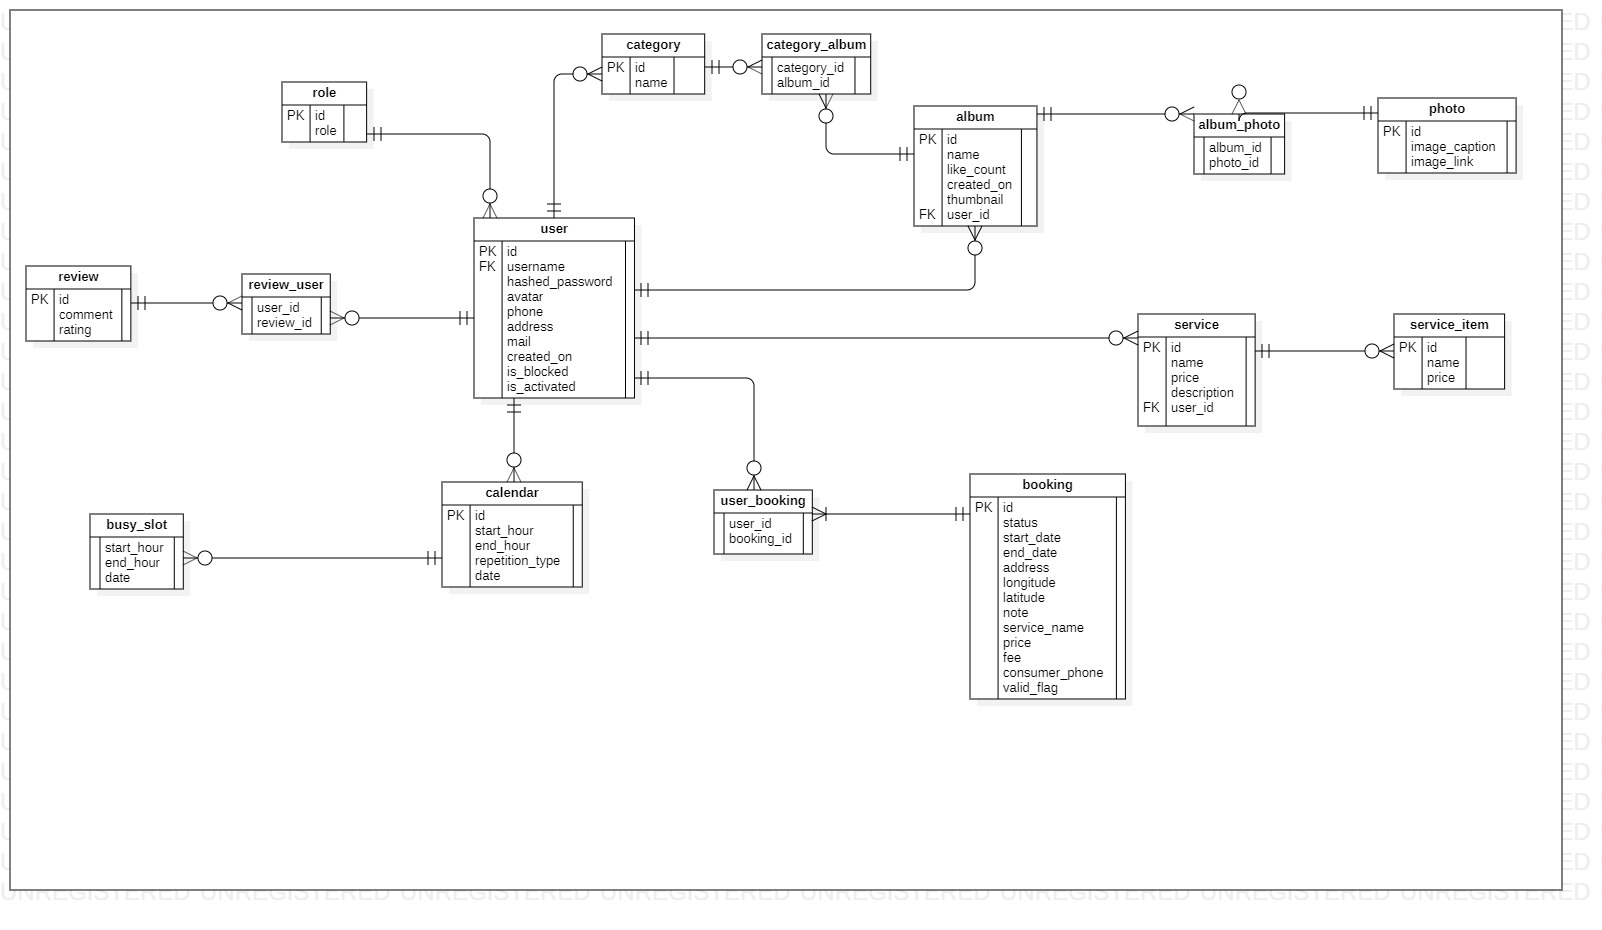 category
PK id
name
category_album
category_id
album_id
role
PK id
role
album
PK id
name
like_count
created_on
thumbnail
FK user_id
album_photo
album_id
photo_id
photo
PK id
image_caption
image_link
user
PK id
FK username
hashed_password
avatar
phone
address
mail
created_on
is_blocked
is_activated
review
PK id
comment
rating
review_user
user_id
review_id
service
PK id
name
price
description
FK user_id
service_item
PK id
name
price
calendar
PK id
start_hour
end_hour
repetition_type
date
busy_slot
start_hour
end_hour
date
user_booking
user_id
booking_id
booking
PK id
status
start_date
end_date
address
longitude
latitude
note
service_name
price
fee
consumer_phone
valid_flag
UNREGISTERED UNREGISTERED UNREGISTERED UNREGISTERED UNREGISTERED UNREGISTERED UNREGISTERED UNREGISTERED